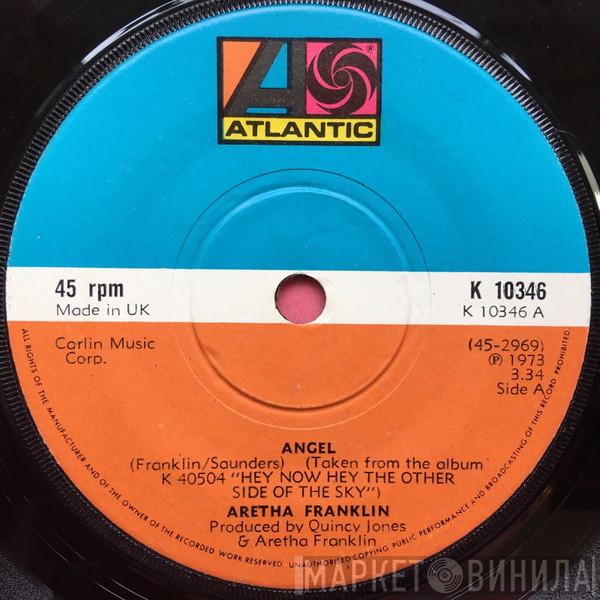 ATLANTIC
®
45 rpm
Made in UK
K 10346
K 10346 A
Carlin Music
Corp.
(45-2969)
Ⓟ 1973
3.34
Side A
ANGEL
(Franklin/Saunders) (Taken from the album
K 40504 "HEY NOW HEY THE OTHER
SIDE OF THE SKY")
ARETHA FRANKLIN
Produced by Quincy Jones
& Aretha Franklin
ALL RIGHTS OF THE MANUFACTURER AND OF THE OWNER OF THE RECORDED WORK RESERVED. UNAUTHORISED COPYING PUBLIC PERFORMANCE AND BROADCASTING OF THIS RECORD PROHIBITED.
МАРКЕТ ВИНИЛА